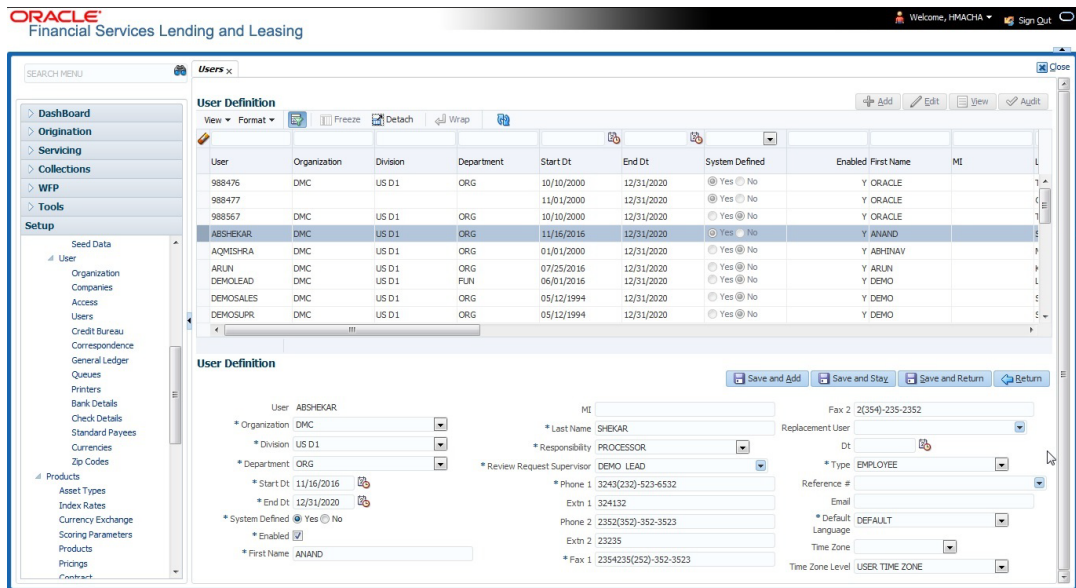 ORACLE
Financial Services Lending and Leasing
Welcome, HMACHA
Sign Out
SEARCH MENU
Users
Close
DashBoard
Origination
Servicing
Collections
WFP
Tools
Setup
Seed Data
User
Organization
Companies
Access
Users
Credit Bureau
Correspondence
General Ledger
Queues
Printers
Bank Details
Check Details
Standard Payees
Currencies
Zip Codes
Products
Asset Types
Index Rates
Currency Exchange
Scoring Parameters
Products
Pricings
Contract
User Definition
Add Edit View Audit
View Format Freeze Detach Wrap
User Organization Division Department Start Dt End Dt System Defined Enabled First Name MI L
988476 DMC US D1 ORG 10/10/2000 12/31/2020 Yes No Y ORACLE
988477 11/01/2000 12/31/2020 Yes No Y ORACLE
988567 DMC US D1 ORG 10/10/2000 12/31/2020 Yes No Y ORACLE
ABSHEKAR DMC US D1 ORG 11/16/2016 12/31/2020 Yes No Y ANAND
AQMISHRA DMC US D1 ORG 01/01/2000 12/31/2020 Yes No Y ABHINAV
ARUN DMC US D1 ORG 07/25/2016 12/31/2020 Yes No Y ARUN
DEMOLEAD DMC US D1 FUN 06/01/2016 12/31/2020 Yes No Y DEMO
DEMOSALES DMC US D1 ORG 05/12/1994 12/31/2020 Yes No Y DEMO
DEMOSUPR DMC US D1 ORG 05/12/1994 12/31/2020 Yes No Y DEMO
User Definition
Save and Add Save and Stay Save and Return Return
User ABSHEKAR
* Organization DMC
* Division US D1
* Department ORG
* Start Dt 11/16/2016
* End Dt 12/31/2020
* System Defined Yes No
* Enabled
* First Name ANAND
MI
* Last Name SHEKAR
* Responsibility PROCESSOR
* Review Request Supervisor DEMO LEAD
* Phone 1 3243(232)-523-6532
Extn 1 324132
Phone 2 2352(352)-352-3523
Extn 2 23235
* Fax 1 2354235(252)-352-3523
Fax 2 2(354)-235-2352
Replacement User
Dt
* Type EMPLOYEE
Reference #
Email
* Default Language DEFAULT
Time Zone
Time Zone Level USER TIME ZONE